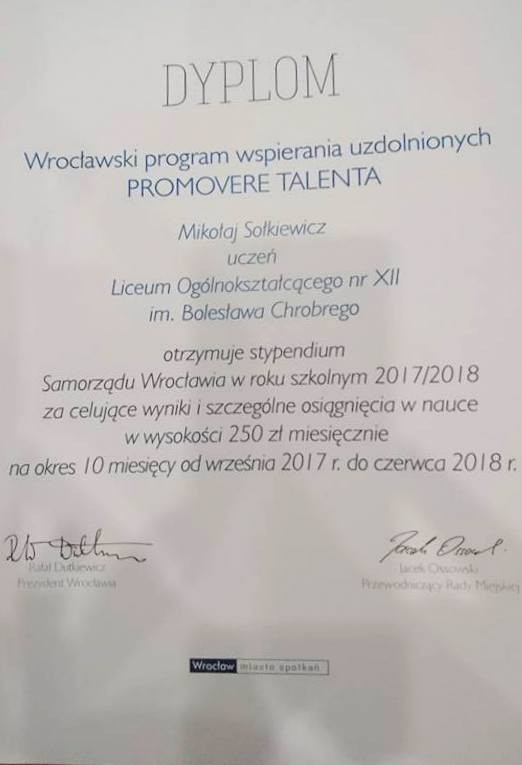 DYPLOM
Wrocławski program wspierania uzdolnionych
PROMOVERE TALENTA
Mikołaj Sołkiewicz
uczeń
Liceum Ogólnokształcącego nr XII
im. Bolesława Chrobrego
otrzymuje stypendium
Samorządu Wrocławia w roku szkolnym 2017/2018
za celujące wyniki i szczególne osiągnięcia w nauce
w wysokości 250 zł miesięcznie
na okres 10 miesięcy od września 2017 r. do czerwca 2018 r.
Rafał Dutkiewicz
Prezydent Wrocławia
Jacek Ossowski
Przewodniczący Rady Miejskiej
Wrocław miasto spotkań